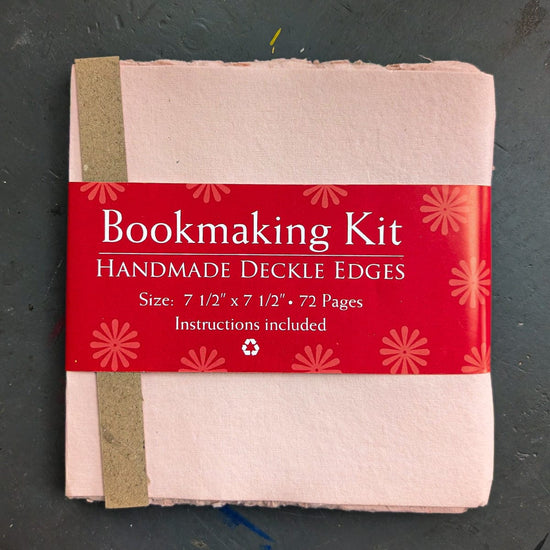 Bookmaking Kit
HANDMADE DECKLE EDGES
Size: 7 1/2" x 7 1/2" • 72 Pages
Instructions included